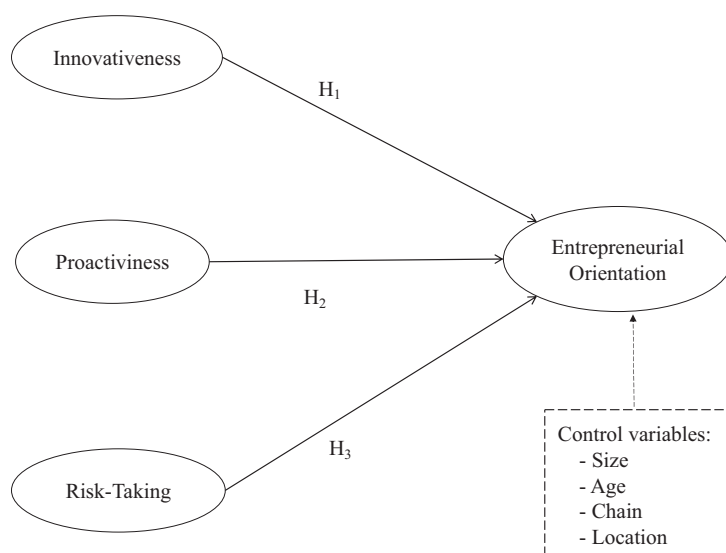 Innovativeness
H₁
Proactiviness
H₂
Entrepreneurial
Orientation
H₃
Risk-Taking
Control variables:
- Size
- Age
- Chain
- Location